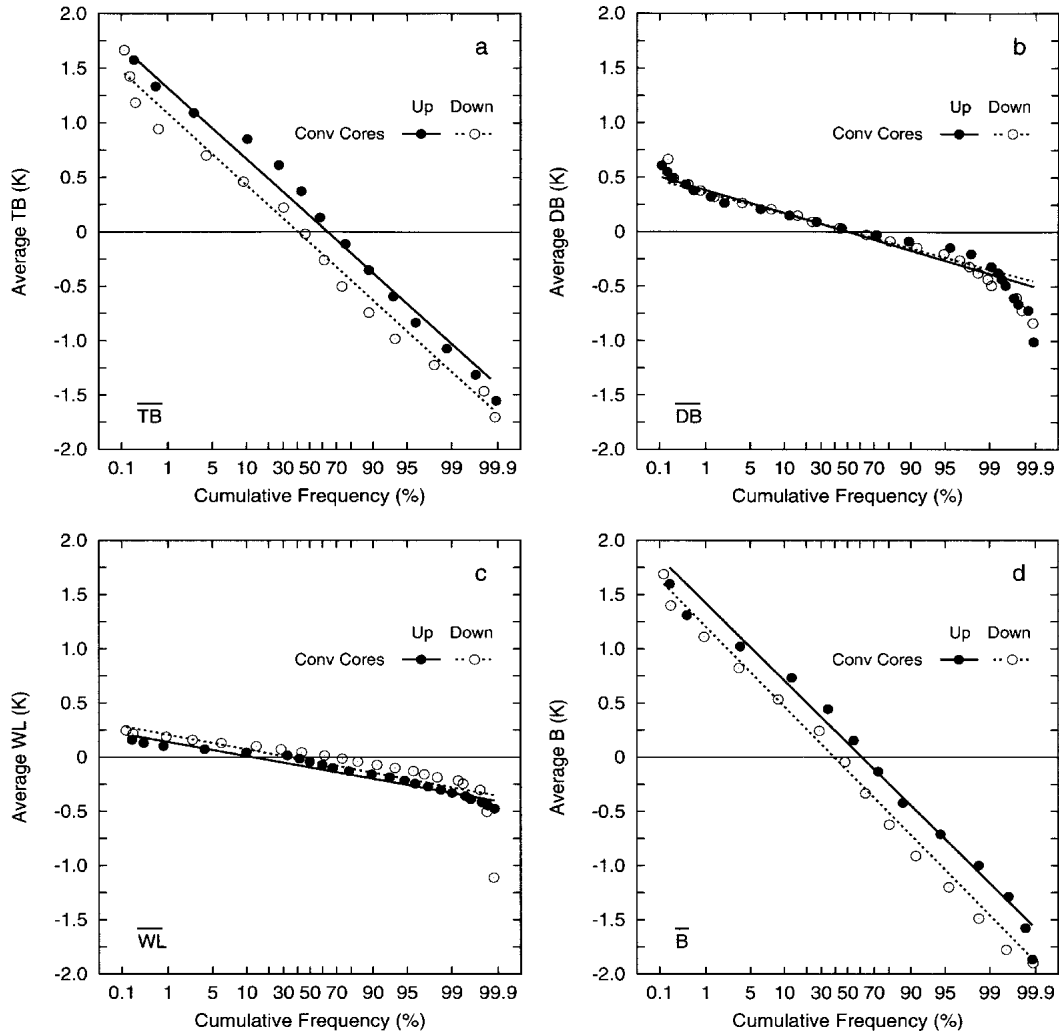 a
Up Down
Conv Cores
Average TB (K)
2.0
1.5
1.0
0.5
0
-0.5
-1.0
-1.5
-2.0
TB
0.1 1 5 10 30 50 70 90 95 99 99.9
Cumulative Frequency (%)
b
Up Down
Conv Cores
Average DB (K)
2.0
1.5
1.0
0.5
0
-0.5
-1.0
-1.5
-2.0
DB
0.1 1 5 10 30 50 70 90 95 99 99.9
Cumulative Frequency (%)
c
Up Down
Conv Cores
Average WL (K)
2.0
1.5
1.0
0.5
0
-0.5
-1.0
-1.5
-2.0
WL
0.1 1 5 10 30 50 70 90 95 99 99.9
Cumulative Frequency (%)
d
Up Down
Conv Cores
Average B (K)
2.0
1.5
1.0
0.5
0
-0.5
-1.0
-1.5
-2.0
B
0.1 1 5 10 30 50 70 90 95 99 99.9
Cumulative Frequency (%)